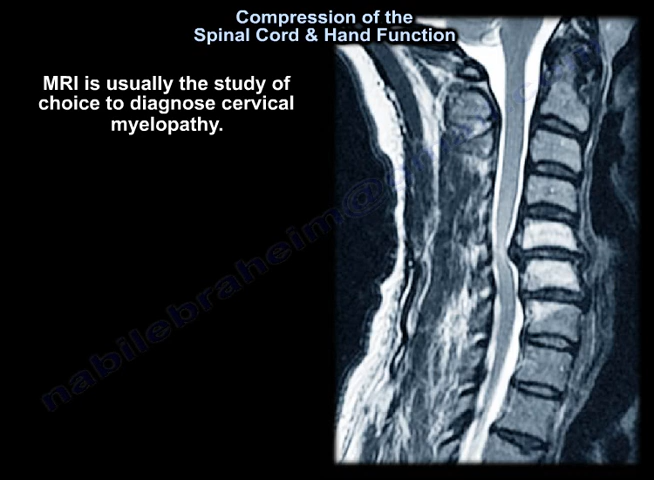 Compression of the
Spinal Cord & Hand Function
MRI is usually the study of
choice to diagnose cervical
myelopathy.